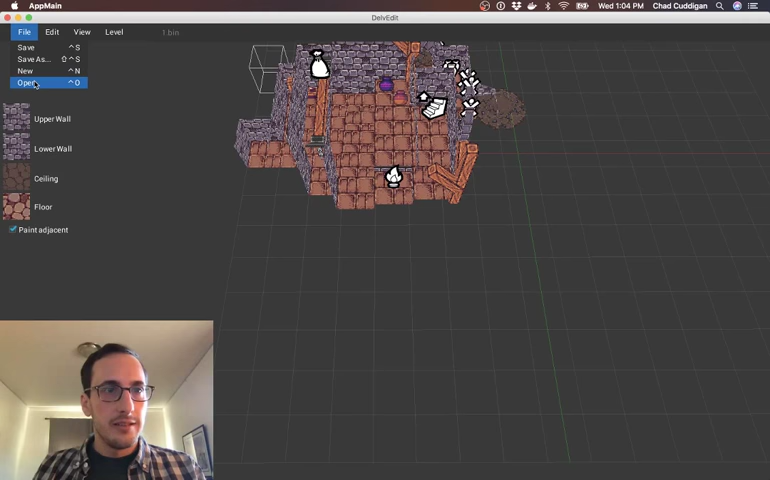 AppMain
Wed 1:04 PM Chad Cuddigan
DelvEdit
File Edit View Level 1.bin
Save ^ S
Save As... ⇧ ^ S
New ^ N
Open ^ O
Upper Wall
Lower Wall
Ceiling
Floor
Paint adjacent